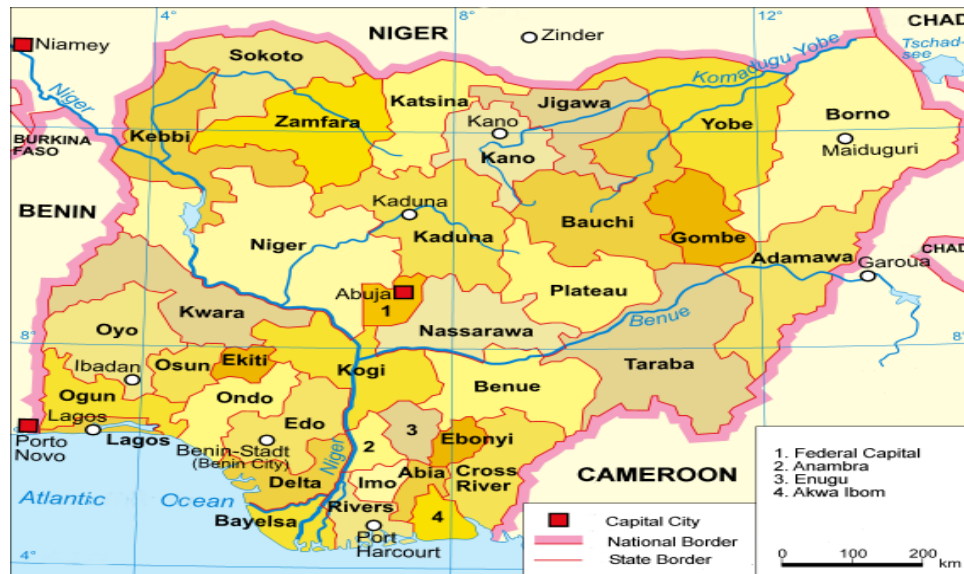 4°
8°
12°
Niamey
NIGER
Zinder
CHAD
Tschad-
see
Sokoto
Komadugu Yobe
Niger
Katsina
Jigawa
Kebbi
Zamfara
Kano
Yobe
Borno
BURKINA
FASO
Kano
Maiduguri
BENIN
Kaduna
Bauchi
Niger
Kaduna
Gombe
Adamawa
CHAD
Garoua
Abuja
1
Plateau
Kwara
Nassarawa
Benue
Oyo
8°
Taraba
Ibadan
Osun
Ekiti
Kogi
Benue
Ogun
Ondo
Lagos
Lagos
Edo
3
Ebonyi
Porto
Novo
Benin-Stadt
(Benin City)
2
Niger
Abia
Cross
River
CAMEROON
Delta
Imo
Atlantic Ocean
Bayelsa
Rivers
4
Port
Harcourt
4°
4°
8°
1. Federal Capital
2. Anambra
3. Enugu
4. Akwa Ibom
Capital City
National Border
State Border
0 100 200
km